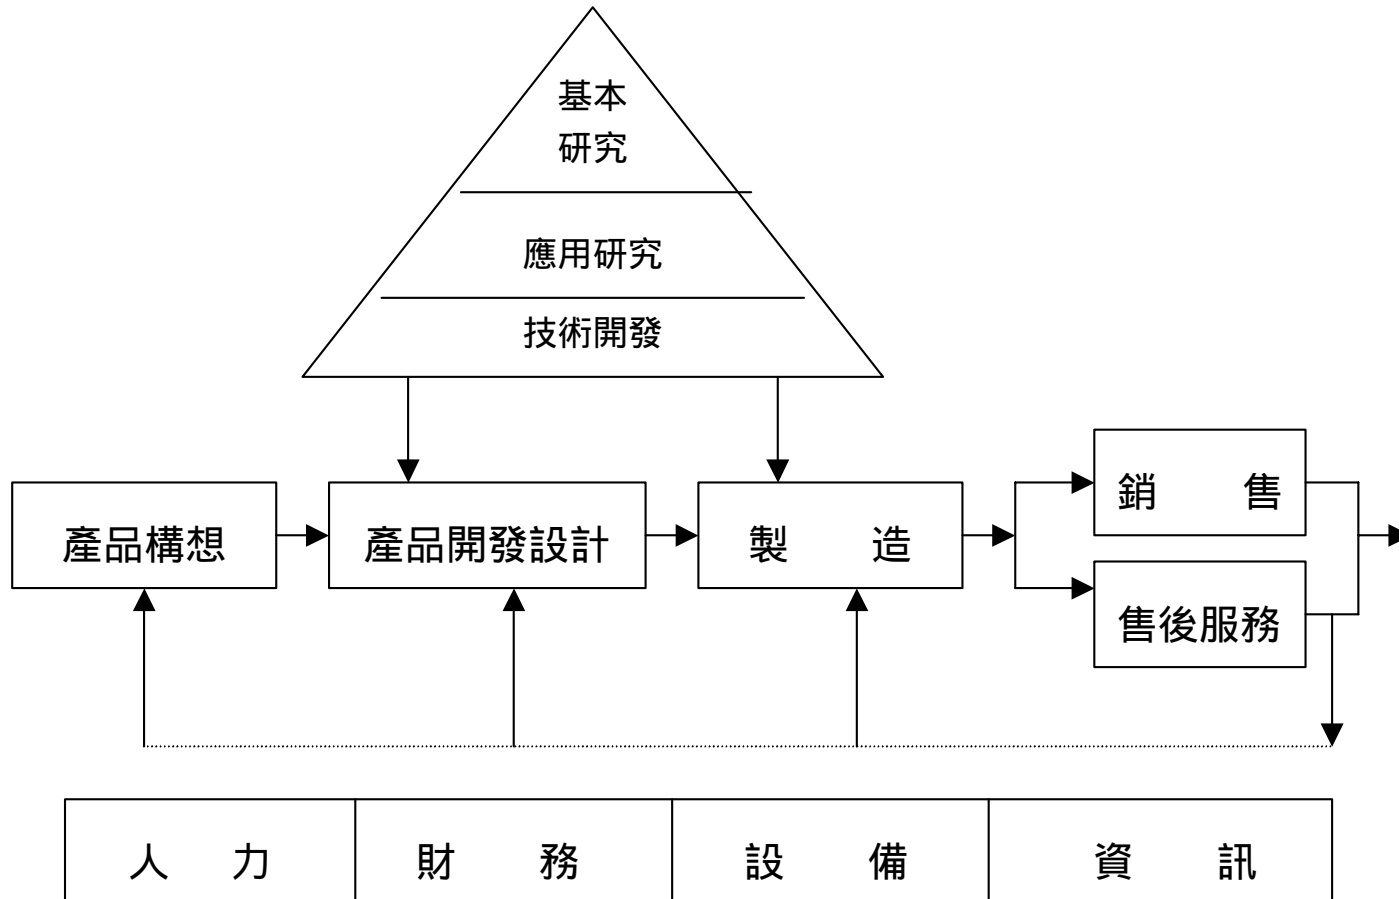 基本
研究
應用研究
技術開發
銷 售
產品構想
產品開發設計
製 造
售後服務
人 力
財 務
設 備
資 訊